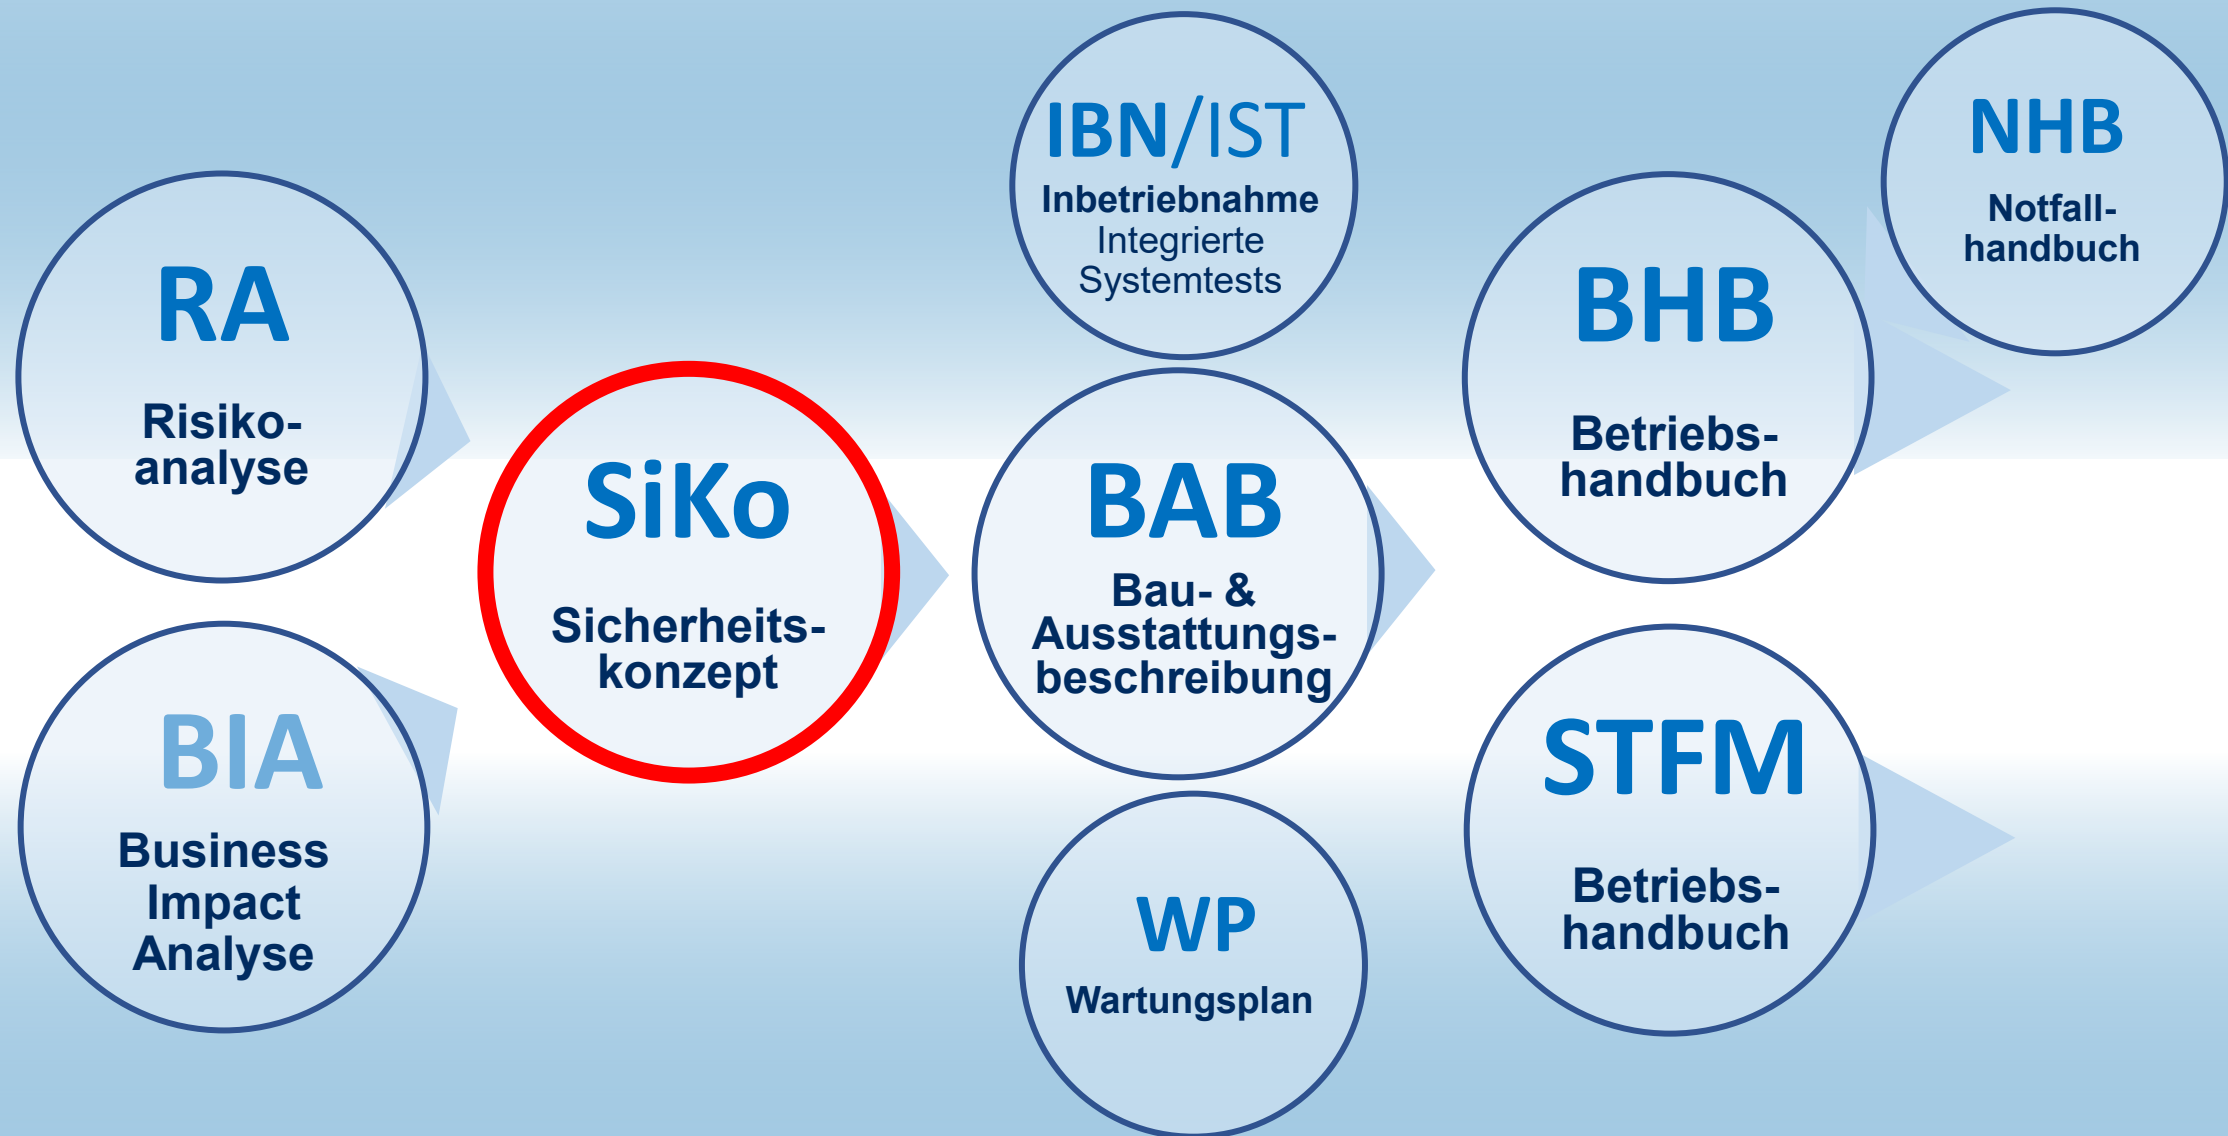 RA
Risiko-
analyse
BIA
Business
Impact
Analyse
SiKo
Sicherheits-
konzept
IBN/IST
Inbetriebnahme
Integrierte
Systemtests
BAB
Bau- &
Ausstattungs-
beschreibung
WP
Wartungsplan
BHB
Betriebs-
handbuch
STFM
Betriebs-
handbuch
NHB
Notfall-
handbuch